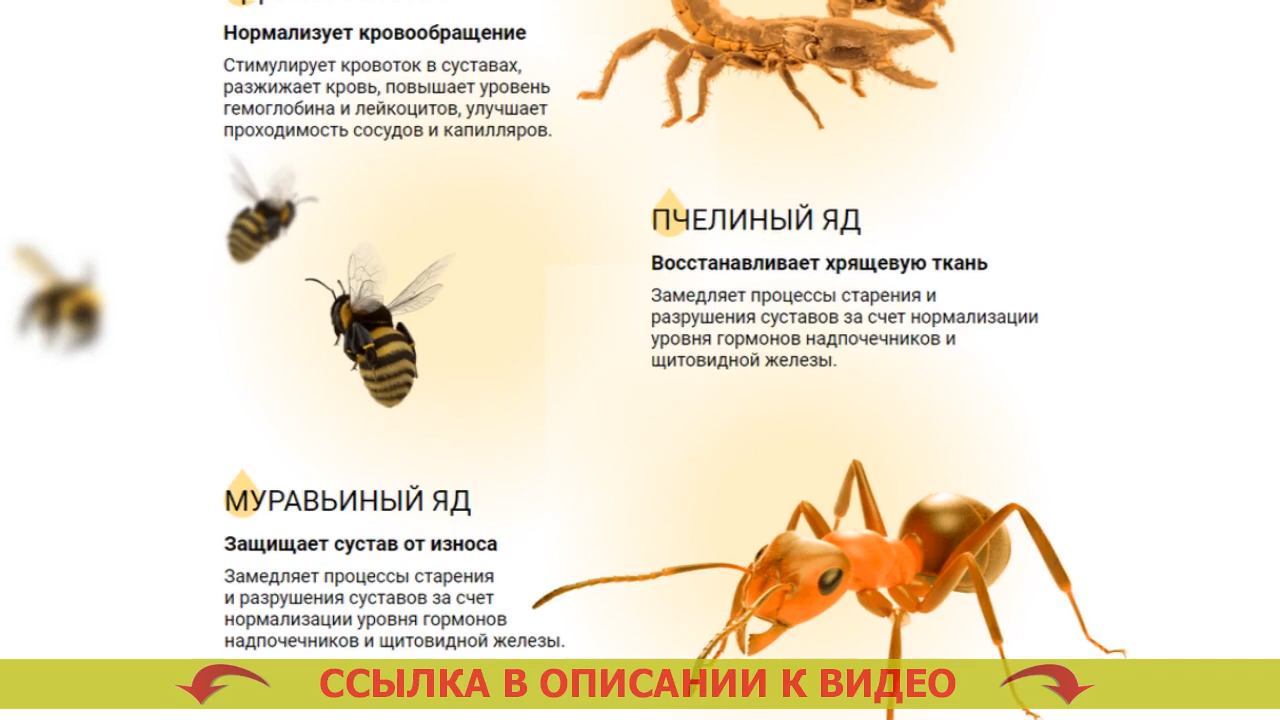 Нормализует кровообращение
Стимулирует кровоток в суставах,
разжижает кровь, повышает уровень
гемоглобина и лейкоцитов, улучшает
проходимость сосудов и капилляров.
ПЧЕЛИНЫЙ ЯД
Восстанавливает хрящевую ткань
Замедляет процессы старения и
разрушения суставов за счет нормализации
уровня гормонов надпочечников и
щитовидной железы.
МУРАВЬИНЫЙ ЯД
Защищает сустав от износа
Замедляет процессы старения
и разрушения суставов за счет
нормализации уровня гормонов
надпочечников и щитовидной железы.
ССЫЛКА В ОПИСАНИИ К ВИДЕО